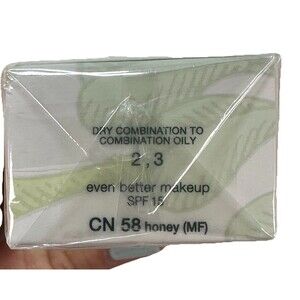 DRY COMBINATION TO
COMBINATION OILY
2, 3
even better makeup
SPF 15
CN 58 honey (MF)